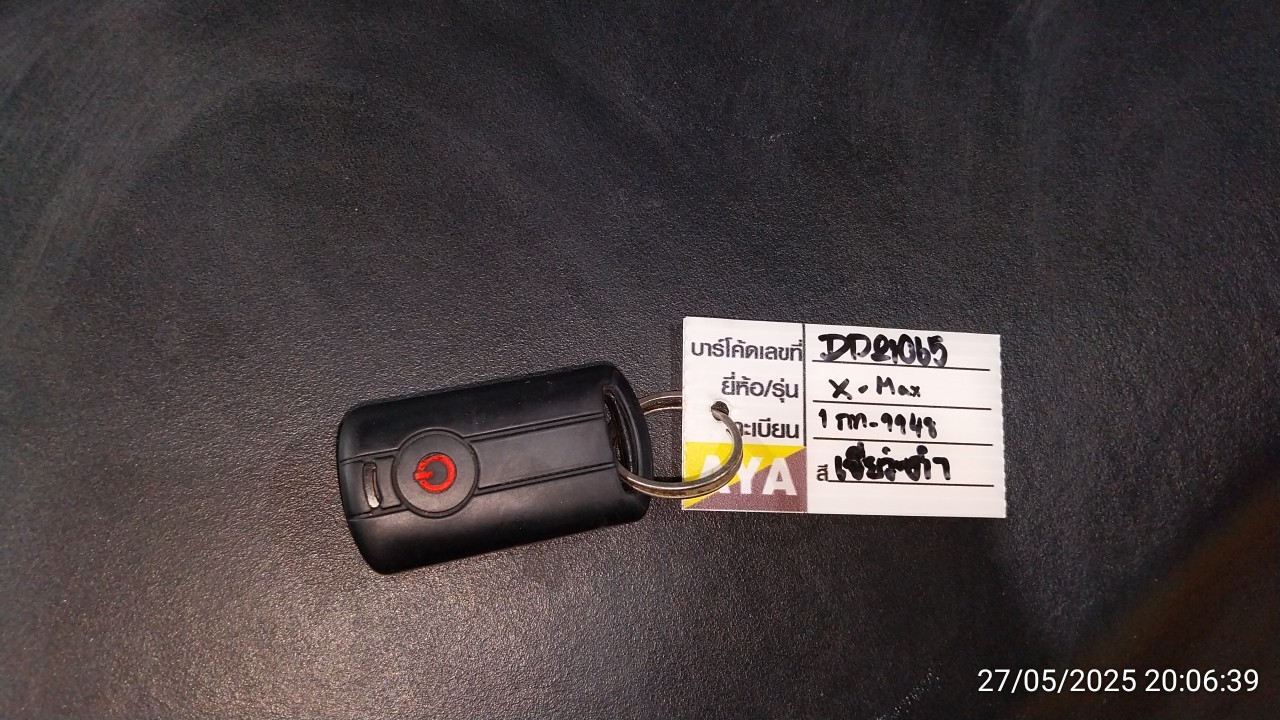 บาร์โค้ดเลขที่ DD21065
ยี่ห้อ/รุ่น X-Max
ทะเบียน 1กก-9948
สี เขียว-ดำ
AYA
27/05/2025 20:06:39